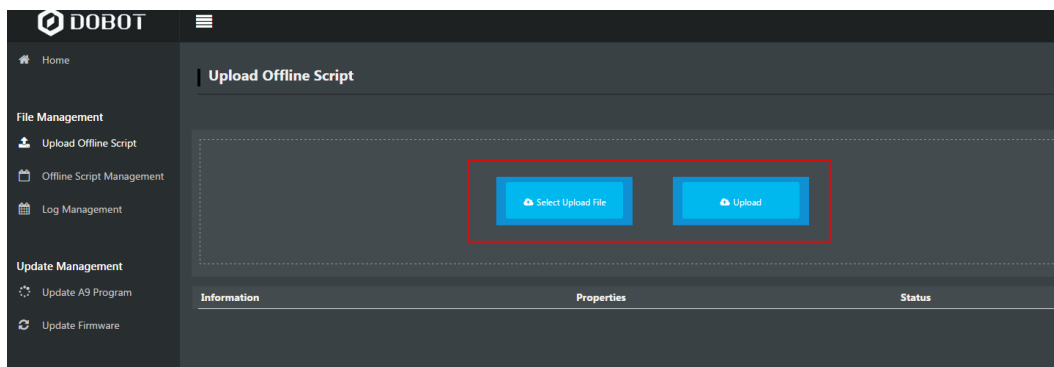 DOBOT
Home
Upload Offline Script
File Management
Upload Offline Script
Offline Script Management
Log Management
Select Upload File
Upload
Update Management
Update A9 Program
Update Firmware
Information Properties Status